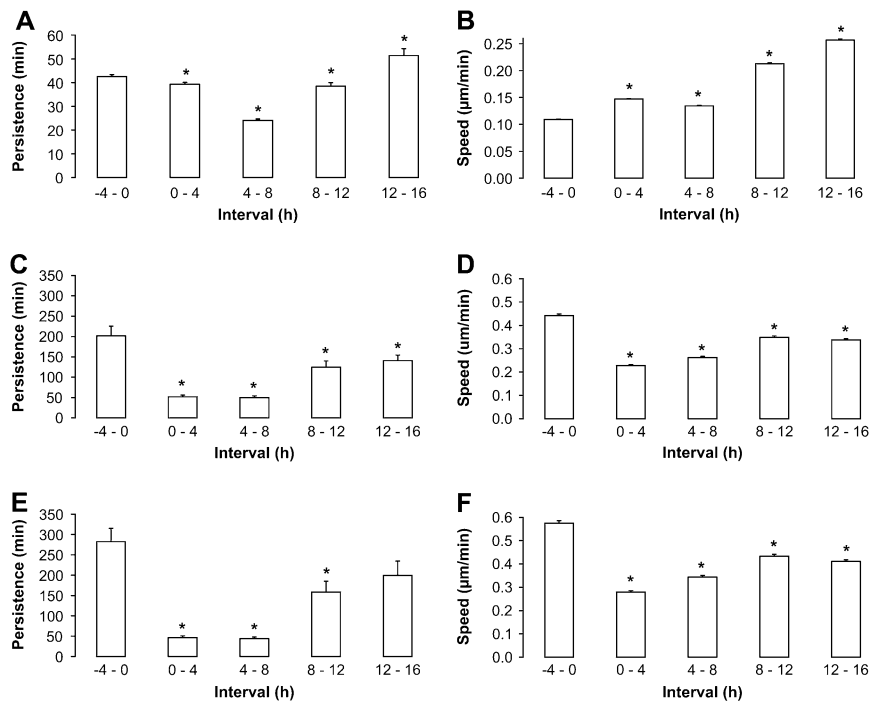 A
Persistence (min)
60
50
40
30
20
10
0
* * * *
-4 - 0 0 - 4 4 - 8 8 - 12 12 - 16
Interval (h)
B
Speed (µm/min)
0.25
0.20
0.15
0.10
0.05
0.00
* * * *
-4 - 0 0 - 4 4 - 8 8 - 12 12 - 16
Interval (h)
C
Persistence (min)
350
300
250
200
150
100
50
0
* * * *
-4 - 0 0 - 4 4 - 8 8 - 12 12 - 16
Interval (h)
D
Speed (µm/min)
0.6
0.5
0.4
0.3
0.2
0.1
0.0
* * * *
-4 - 0 0 - 4 4 - 8 8 - 12 12 - 16
Interval (h)
E
Persistence (min)
350
300
250
200
150
100
50
0
* * *
-4 - 0 0 - 4 4 - 8 8 - 12 12 - 16
Interval (h)
F
Speed (µm/min)
0.6
0.5
0.4
0.3
0.2
0.1
0.0
* * * *
-4 - 0 0 - 4 4 - 8 8 - 12 12 - 16
Interval (h)